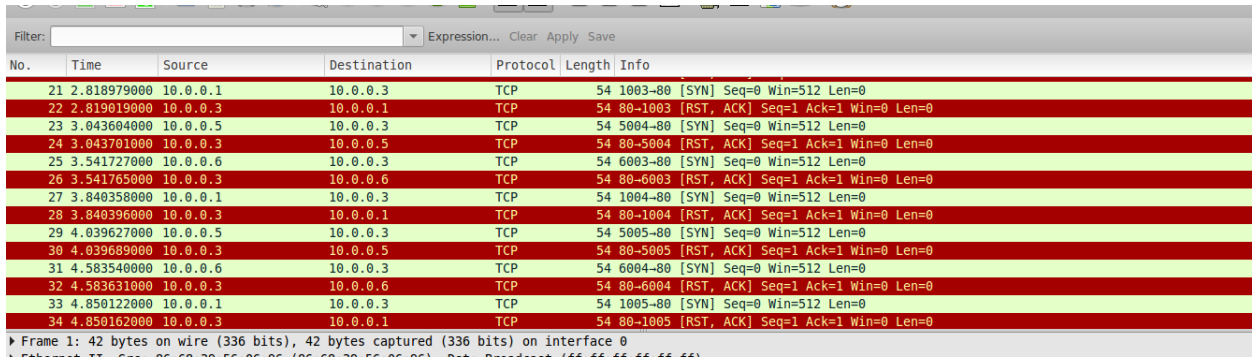 Filter: Expression... Clear Apply Save
No. Time Source Destination Protocol Length Info
21 2.818979000 10.0.0.1 10.0.0.3 TCP 54 1003→80 [SYN] Seq=0 Win=512 Len=0
22 2.819019000 10.0.0.3 10.0.0.1 TCP 54 80→1003 [RST, ACK] Seq=1 Ack=1 Win=0 Len=0
23 3.043604000 10.0.0.5 10.0.0.3 TCP 54 5004→80 [SYN] Seq=0 Win=512 Len=0
24 3.043701000 10.0.0.3 10.0.0.5 TCP 54 80→5004 [RST, ACK] Seq=1 Ack=1 Win=0 Len=0
25 3.541727000 10.0.0.6 10.0.0.3 TCP 54 6003→80 [SYN] Seq=0 Win=512 Len=0
26 3.541765000 10.0.0.3 10.0.0.6 TCP 54 80→6003 [RST, ACK] Seq=1 Ack=1 Win=0 Len=0
27 3.840358000 10.0.0.1 10.0.0.3 TCP 54 1004→80 [SYN] Seq=0 Win=512 Len=0
28 3.840396000 10.0.0.3 10.0.0.1 TCP 54 80→1004 [RST, ACK] Seq=1 Ack=1 Win=0 Len=0
29 4.039627000 10.0.0.5 10.0.0.3 TCP 54 5005→80 [SYN] Seq=0 Win=512 Len=0
30 4.039689000 10.0.0.3 10.0.0.5 TCP 54 80→5005 [RST, ACK] Seq=1 Ack=1 Win=0 Len=0
31 4.583540000 10.0.0.6 10.0.0.3 TCP 54 6004→80 [SYN] Seq=0 Win=512 Len=0
32 4.583631000 10.0.0.3 10.0.0.6 TCP 54 80→6004 [RST, ACK] Seq=1 Ack=1 Win=0 Len=0
33 4.850122000 10.0.0.1 10.0.0.3 TCP 54 1005→80 [SYN] Seq=0 Win=512 Len=0
34 4.850162000 10.0.0.3 10.0.0.1 TCP 54 80→1005 [RST, ACK] Seq=1 Ack=1 Win=0 Len=0
Frame 1: 42 bytes on wire (336 bits), 42 bytes captured (336 bits) on interface 0